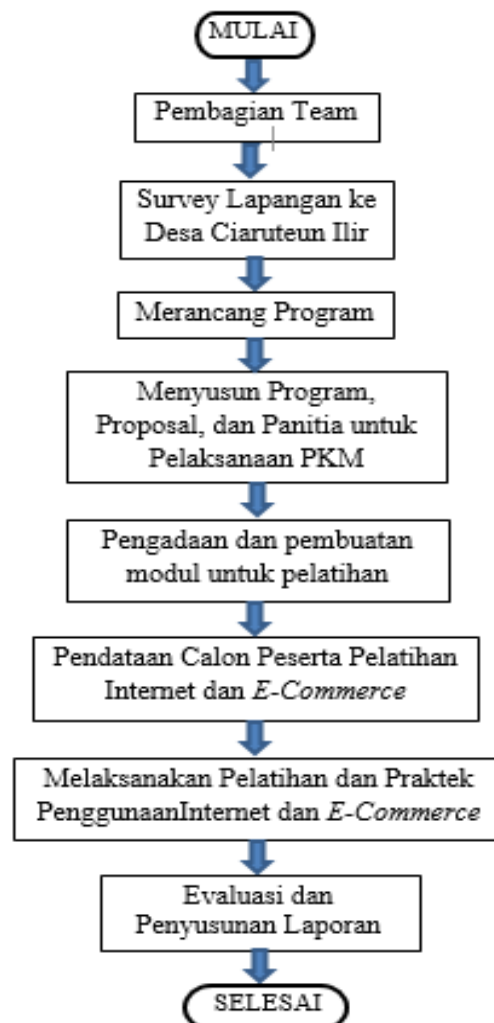 MULAI
Pembagian Team
Survey Lapangan ke
Desa Ciaruteun Ilir
Merancang Program
Menyusun Program,
Proposal, dan Panitia untuk
Pelaksanaan PKM
Pengadaan dan pembuatan
modul untuk pelatihan
Pendataan Calon Peserta Pelatihan
Internet dan E-Commerce
Melaksanakan Pelatihan dan Praktek
PenggunaanInternet dan E-Commerce
Evaluasi dan
Penyusunan Laporan
SELESAI